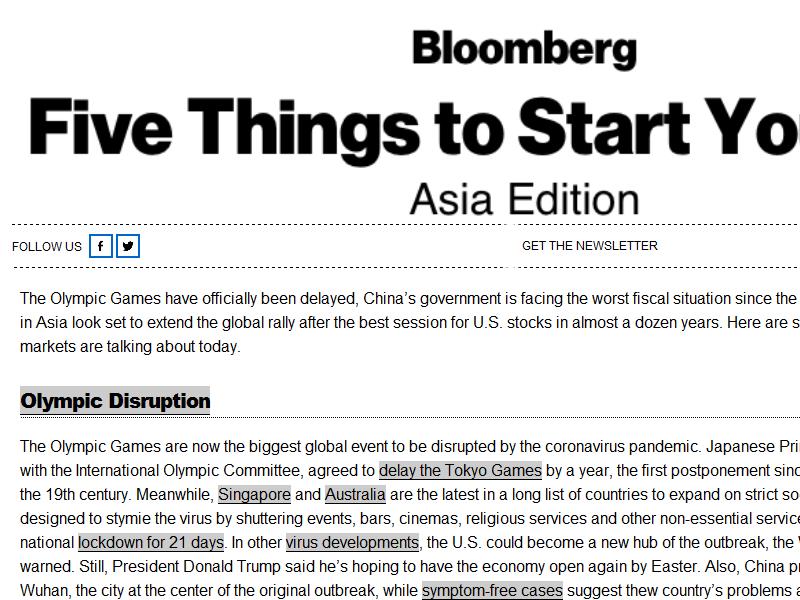 Bloomberg
Five Things to Start
Asia Edition
FOLLOW US
GET THE NEWSLETTER
The Olympic Games have officially been delayed, China's government is facing the worst fiscal situation since the
in Asia look set to extend the global rally after the best session for U.S. stocks in almost a dozen years. Here are
markets are talking about today.
Olympic Disruption
The Olympic Games are now the biggest global event to be disrupted by the coronavirus pandemic. Japanese
with the International Olympic Committee, agreed to delay the Tokyo Games by a year, the first postponement
the 19th century. Meanwhile, Singapore and Australia are the latest in a long list of countries to expand on strict
designed to stymie the virus by shuttering events, bars, cinemas, religious services and other non-essential
national lockdown for 21 days. In other virus developments, the U.S. could become a new hub of the outbreak, the
warned. Still, President Donald Trump said he's hoping to have the economy open again by Easter. Also, China
Wuhan, the city at the center of the original outbreak, while symptom-free cases suggest thew country's problems